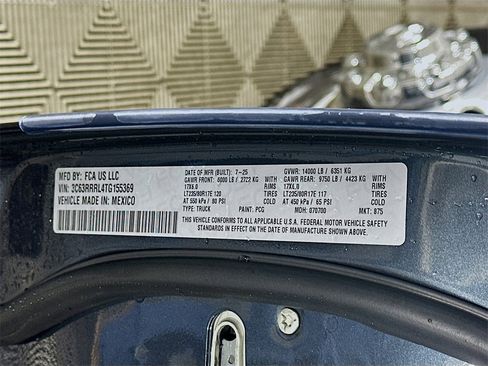 MFD BY: FCA US LLC
VIN: 3C63RRRL4TG155369
VEHICLE MADE IN: MEXICO
DATE OF MFR (BUILT): 7-25 GVWR: 14000 LB / 6351 KG
GAWR FRONT: 6000 LB / 2722 KG WITH GAWR REAR: 9750 LB / 4423 KG WITH
17X6.0 RIMS 17X6.0 RIMS
LT235/80R17E 120 TIRES LT235/80R17E 117 TIRES
AT 550 kPa / 80 PSI COLD AT 450 kPa / 65 PSI COLD
TYPE: TRUCK PAINT: PCG MDH: 070700 MKT: 875
THIS VEHICLE CONFORMS TO ALL APPLICABLE U.S.A. FEDERAL MOTOR VEHICLE SAFETY
STANDARDS IN EFFECT ON THE DATE OF MANUFACTURE SHOWN ABOVE.